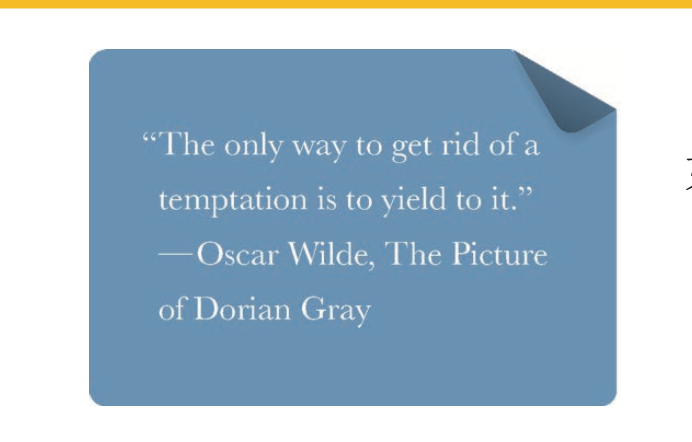 “The only way to get rid of a
temptation is to yield to it.”
—Oscar Wilde, The Picture
of Dorian Gray